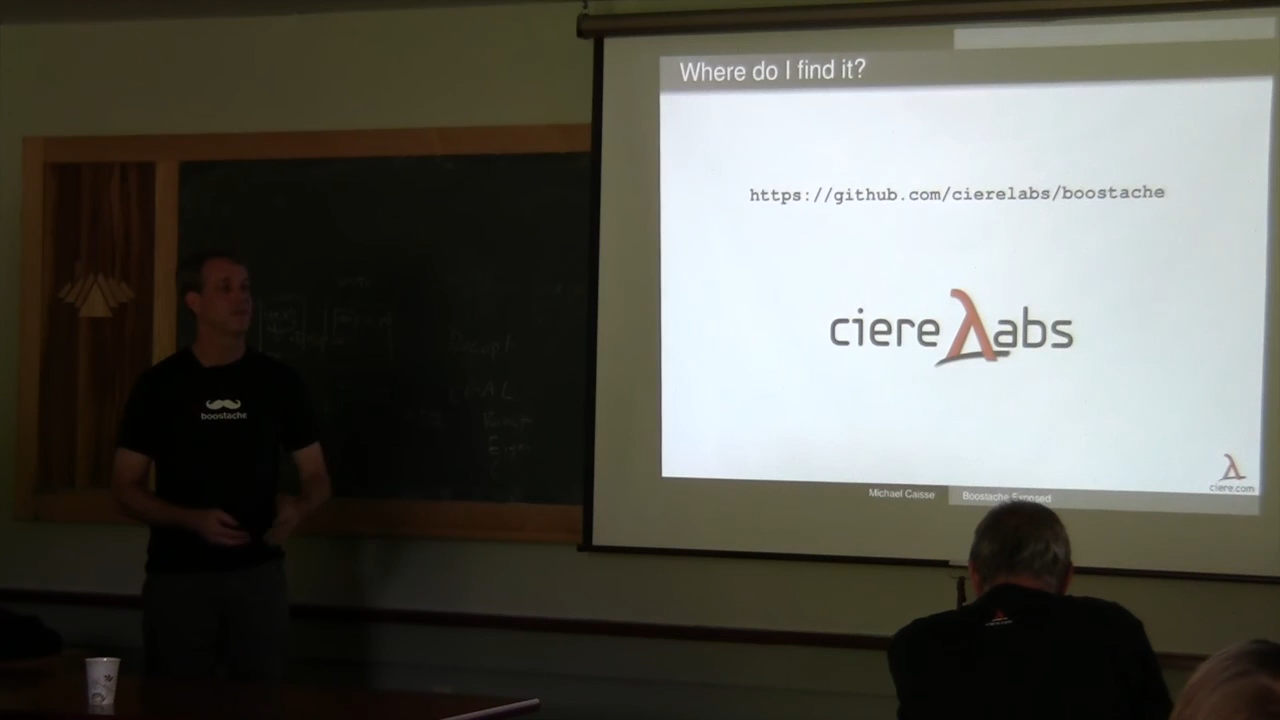 Where do I find it?
https://github.com/cierelabs/boostache
ciere λabs
ciere.com
Michael Caisse
Boostache Exposed
boostache